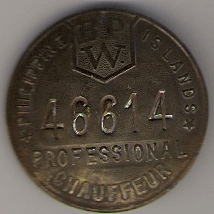 PHILIPPINE ISLANDS
B P
W.
46614
PROFESSIONAL
CHAUFFEUR